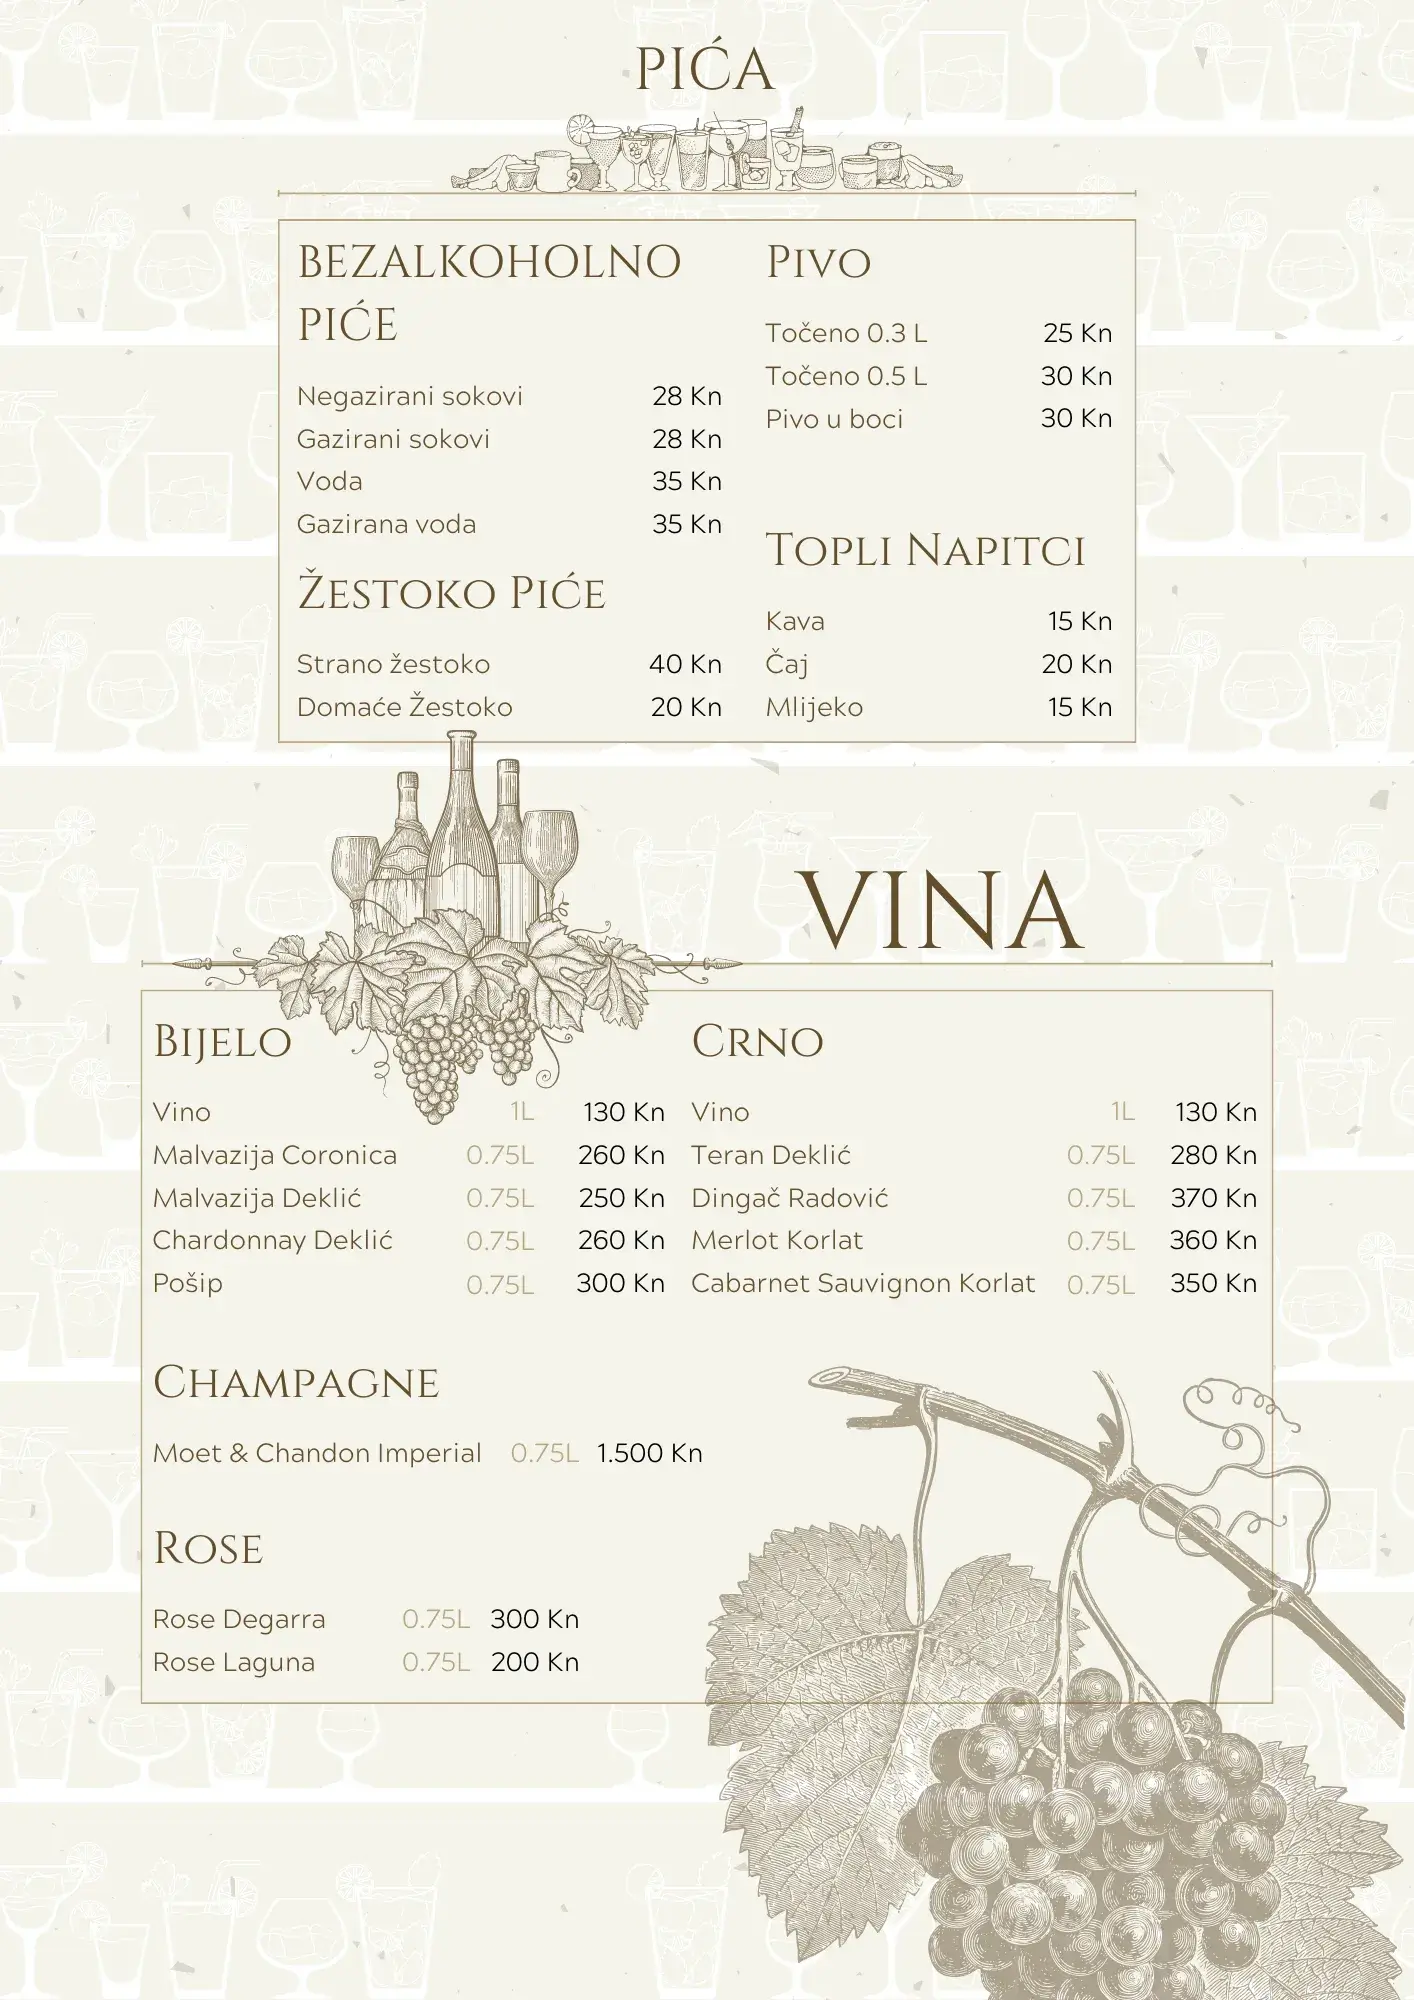 PIĆA
BEZALKOHOLNO
PIĆE
Negazirani sokovi 28 Kn
Gazirani sokovi 28 Kn
Voda 35 Kn
Gazirana voda 35 Kn
Žestoko Piće
Strano žestoko 40 Kn
Domaće Žestoko 20 Kn
Pivo
Točeno 0.3 L 25 Kn
Točeno 0.5 L 30 Kn
Pivo u boci 30 Kn
Topli Napitci
Kava 15 Kn
Čaj 20 Kn
Mlijeko 15 Kn
VINA
Bijelo
Vino 1L 130 Kn
Malvazija Coronica 0.75L 260 Kn
Malvazija Deklić 0.75L 250 Kn
Chardonnay Deklić 0.75L 260 Kn
Pošip 0.75L 300 Kn
Crno
Vino 1L 130 Kn
Teran Deklić 0.75L 280 Kn
Dingač Radović 0.75L 370 Kn
Merlot Korlat 0.75L 360 Kn
Cabarnet Sauvignon Korlat 0.75L 350 Kn
Champagne
Moet & Chandon Imperial 0.75L 1.500 Kn
Rose
Rose Degarra 0.75L 300 Kn
Rose Laguna 0.75L 200 Kn